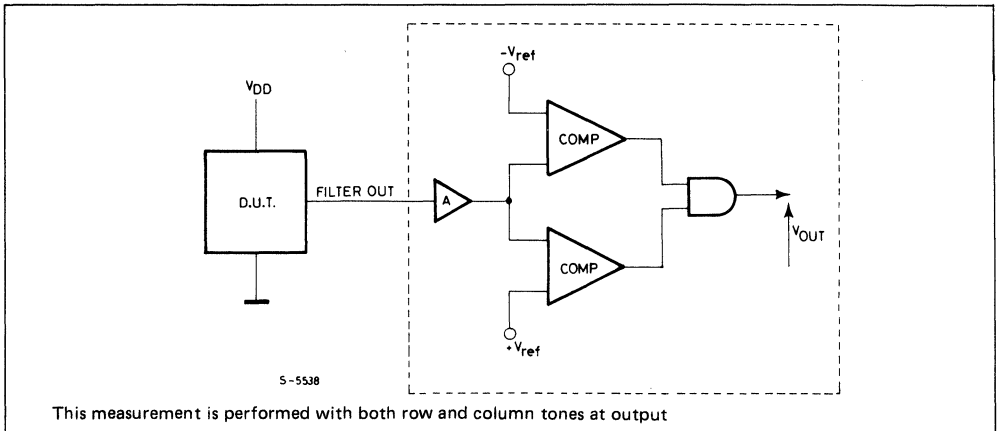 -Vref
VDD
COMP
D.U.T.
FILTER OUT
A
VOUT
COMP
+Vref
S-5538
This measurement is performed with both row and column tones at output